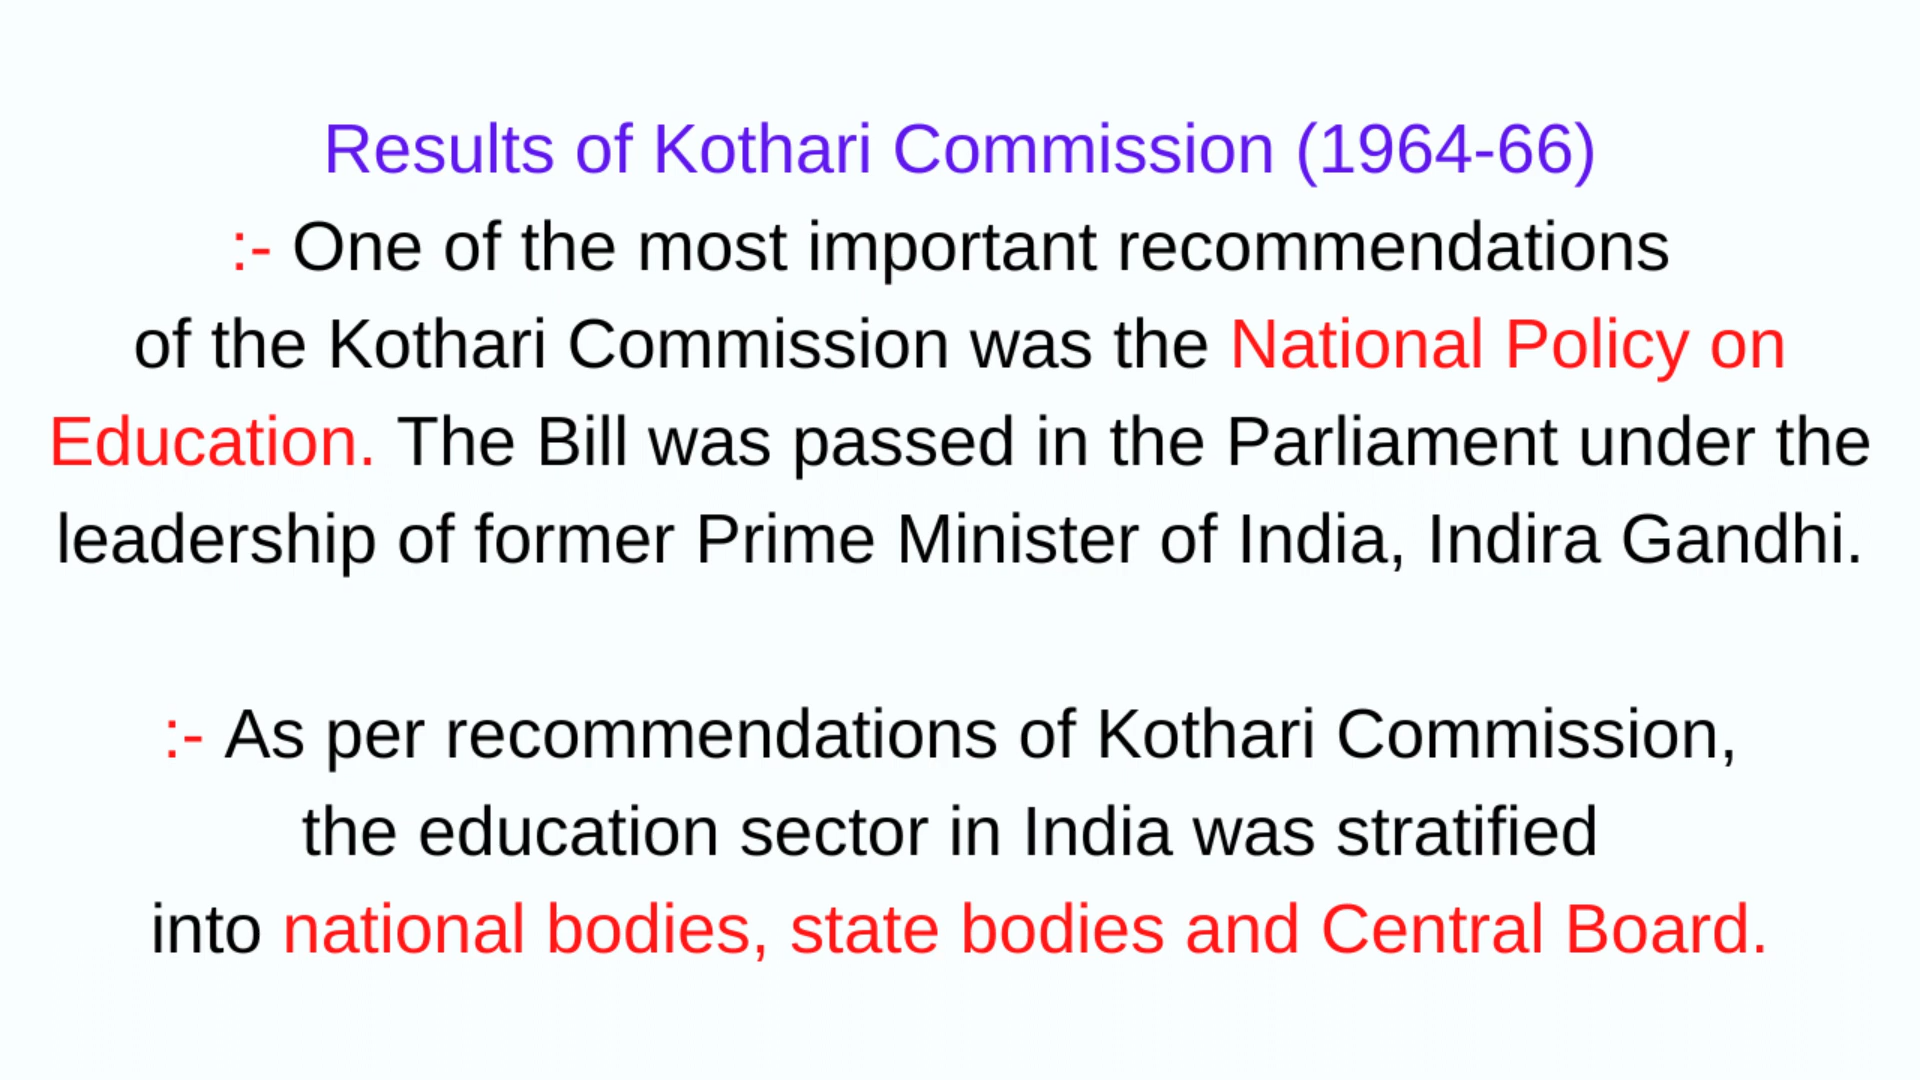 Results of Kothari Commission (1964-66)
:- One of the most important recommendations
of the Kothari Commission was the National Policy on
Education. The Bill was passed in the Parliament under the
leadership of former Prime Minister of India, Indira Gandhi.
:- As per recommendations of Kothari Commission,
the education sector in India was stratified
into national bodies, state bodies and Central Board.